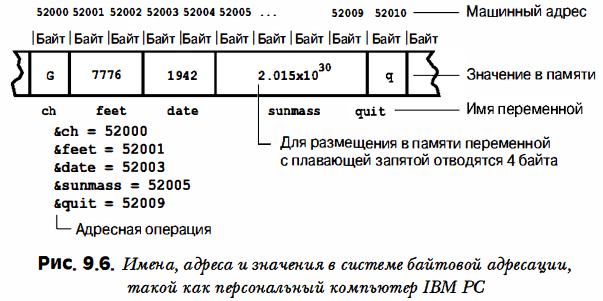 52000 52001 52002 52003 52004 52005 ... 52009 52010 Машинный адрес
|Байт|Байт|Байт|Байт|Байт|Байт|Байт|Байт|Байт|Байт|
G 7776 1942 2.015x10³⁰ q Значение в памяти
ch feet date sunmass quit Имя переменной
&ch = 52000
&feet = 52001
&date = 52003
&sunmass = 52005
&quit = 52009
Для размещения в памяти переменной
с плавающей запятой отводятся 4 байта
Адресная операция
Рис. 9.6. Имена, адреса и значения в системе байтовой адресации,
такой как персональный компьютер IBM PC